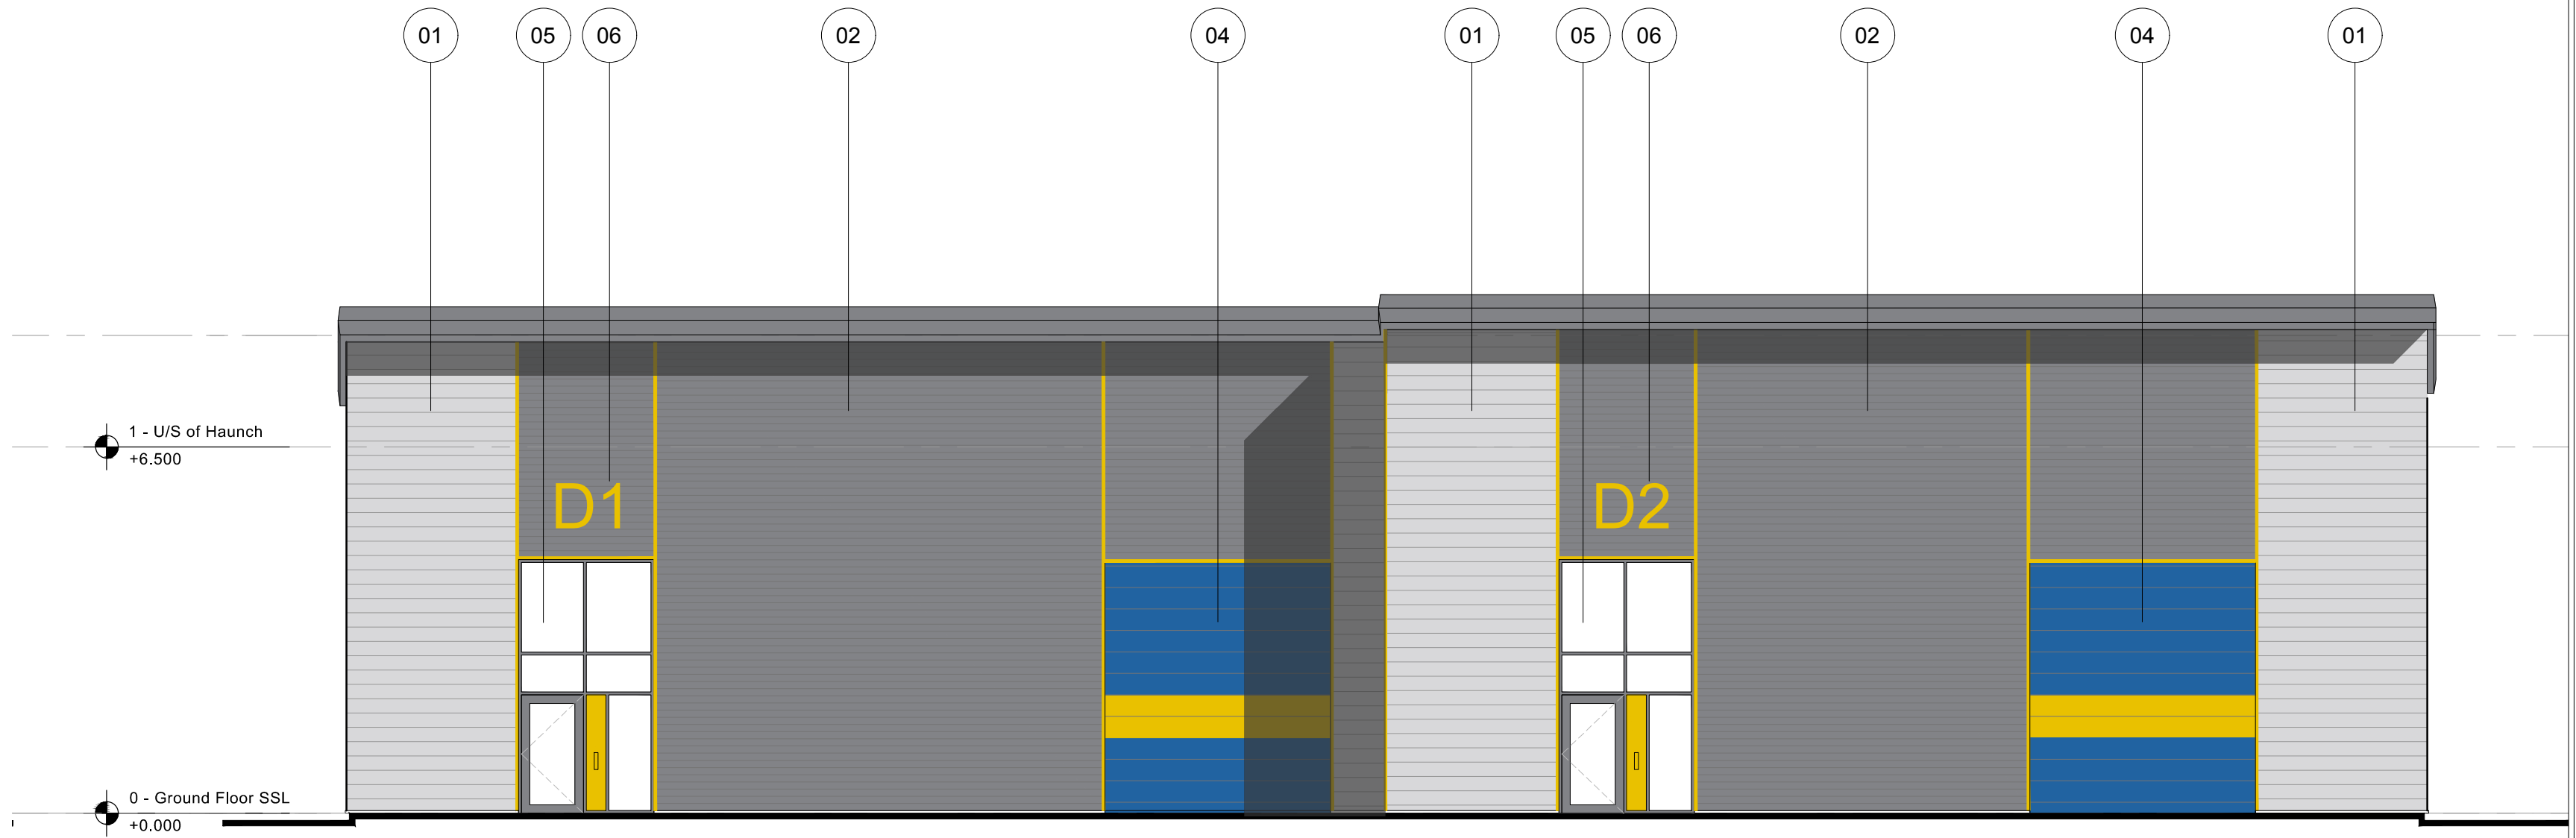 01 05 06 02 04 01 05 06 02 04 01
1 - U/S of Haunch
+6.500
D1 D2
0 - Ground Floor SSL
+0.000